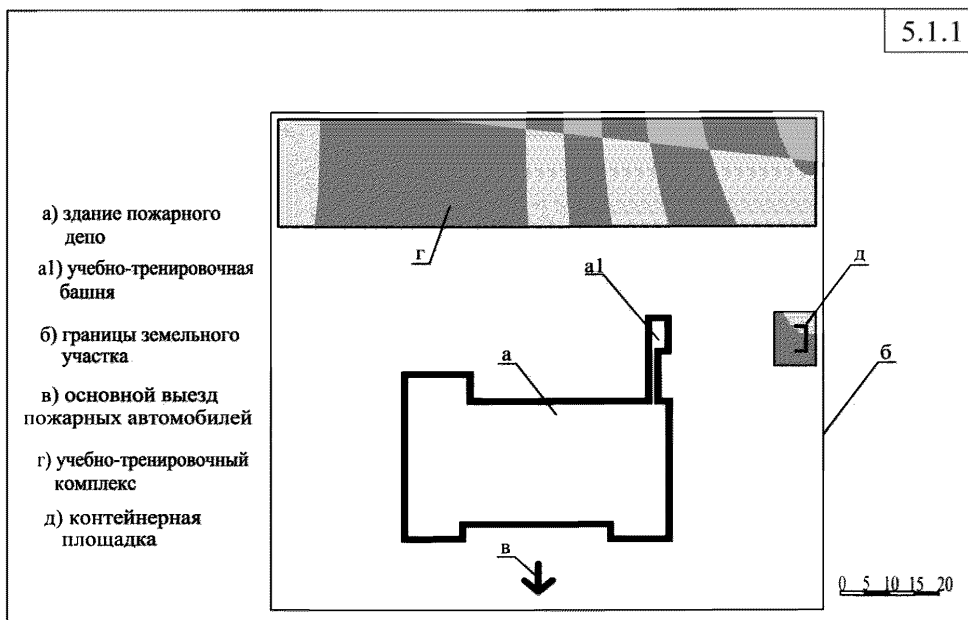 5.1.1
а) здание пожарного
депо
а1) учебно-тренировочная
башня
б) границы земельного
участка
в) основной выезд
пожарных автомобилей
г) учебно-тренировочный
комплекс
д) контейнерная
площадка
г
а1
д
а
б
в
0 5 10 15 20